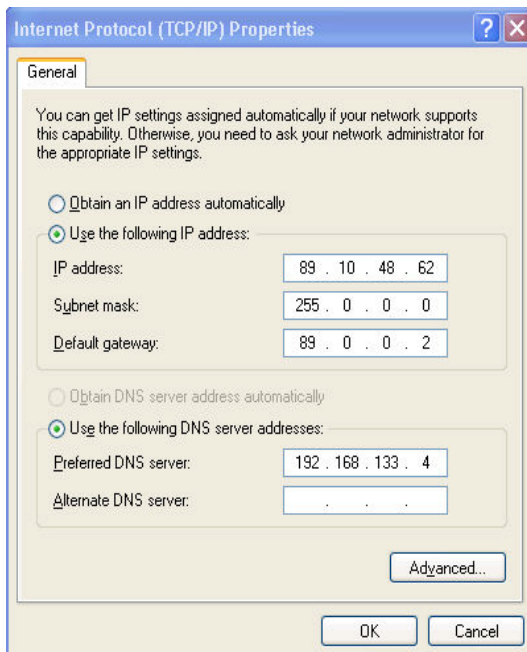 Internet Protocol (TCP/IP) Properties
General
You can get IP settings assigned automatically if your network supports
this capability. Otherwise, you need to ask your network administrator for
the appropriate IP settings.
Obtain an IP address automatically
Use the following IP address:
IP address: 89 . 10 . 48 . 62
Subnet mask: 255 . 0 . 0 . 0
Default gateway: 89 . 0 . 0 . 2
Obtain DNS server address automatically
Use the following DNS server addresses:
Preferred DNS server: 192 . 168 . 133 . 4
Alternate DNS server: . . .
Advanced...
OK Cancel